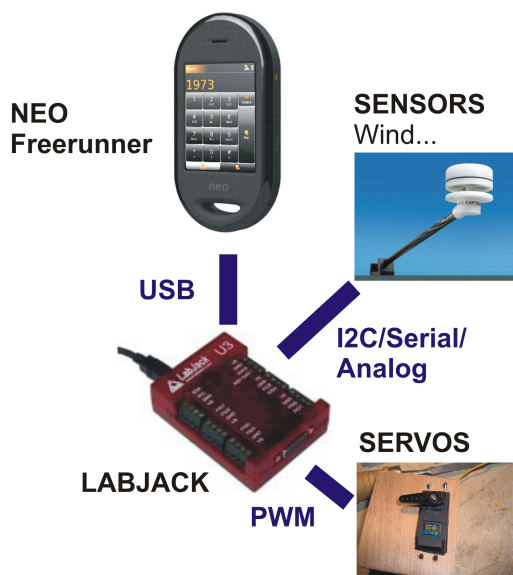 1973
NEO
Freerunner
neo
SENSORS
Wind...
USB
I2C/Serial/
Analog
LabJack
U3
LABJACK
SERVOS
PWM